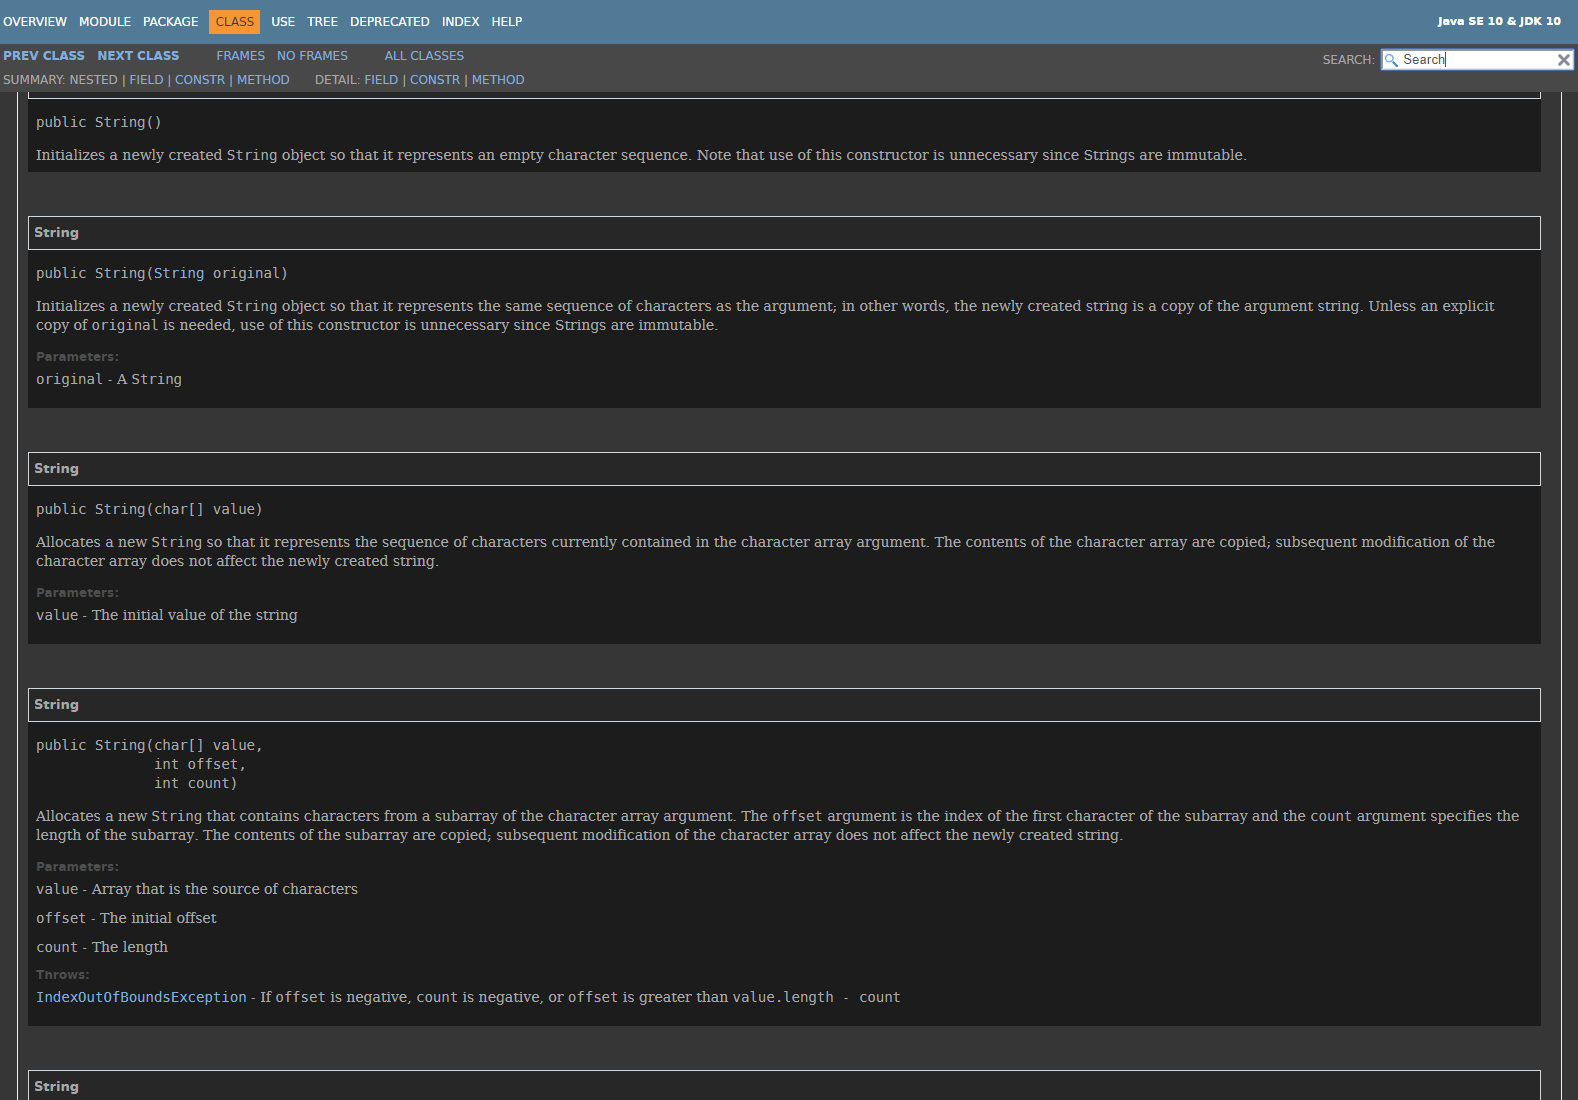 OVERVIEW MODULE PACKAGE CLASS USE TREE DEPRECATED INDEX HELP
Java SE 10 & JDK 10
PREV CLASS NEXT CLASS FRAMES NO FRAMES ALL CLASSES
SEARCH: Search
SUMMARY: NESTED | FIELD | CONSTR | METHOD DETAIL: FIELD | CONSTR | METHOD
public String()
Initializes a newly created String object so that it represents an empty character sequence. Note that use of this constructor is unnecessary since Strings are immutable.
String
public String(String original)
Initializes a newly created String object so that it represents the same sequence of characters as the argument; in other words, the newly created string is a copy of the argument string. Unless an explicit
copy of original is needed, use of this constructor is unnecessary since Strings are immutable.
Parameters:
original - A String
String
public String(char[] value)
Allocates a new String so that it represents the sequence of characters currently contained in the character array argument. The contents of the character array are copied; subsequent modification of the
character array does not affect the newly created string.
Parameters:
value - The initial value of the string
String
public String(char[] value,
int offset,
int count)
Allocates a new String that contains characters from a subarray of the character array argument. The offset argument is the index of the first character of the subarray and the count argument specifies the
length of the subarray. The contents of the subarray are copied; subsequent modification of the character array does not affect the newly created string.
Parameters:
value - Array that is the source of characters
offset - The initial offset
count - The length
Throws:
IndexOutOfBoundsException - If offset is negative, count is negative, or offset is greater than value.length - count
String